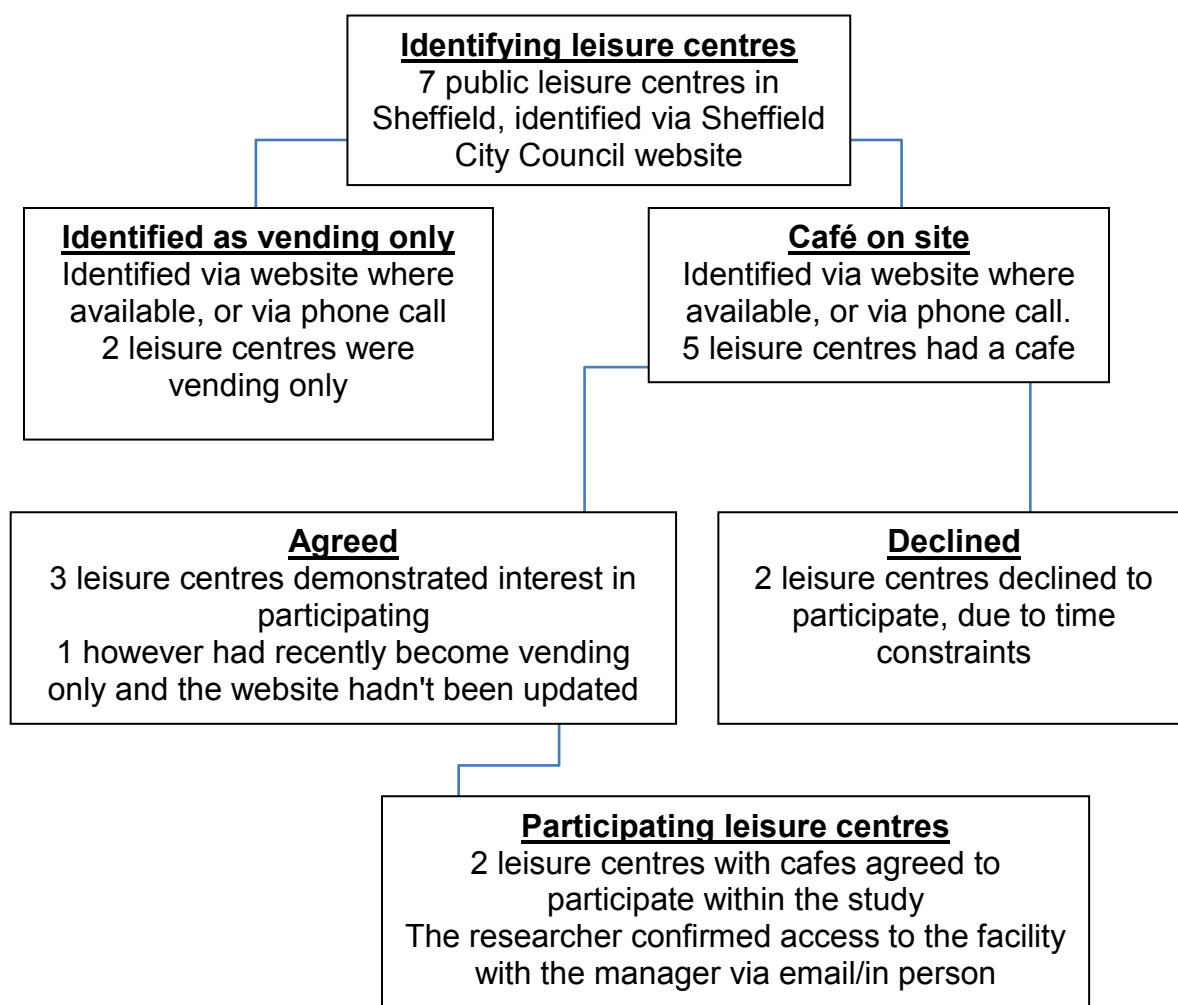 Identifying leisure centres
7 public leisure centres in
Sheffield, identified via Sheffield
City Council website
Identified as vending only
Identified via website where
available, or via phone call
2 leisure centres were
vending only
Café on site
Identified via website where
available, or via phone call.
5 leisure centres had a cafe
Agreed
3 leisure centres demonstrated interest in
participating
1 however had recently become vending
only and the website hadn't been updated
Declined
2 leisure centres declined to
participate, due to time
constraints
Participating leisure centres
2 leisure centres with cafes agreed to
participate within the study
The researcher confirmed access to the facility
with the manager via email/in person